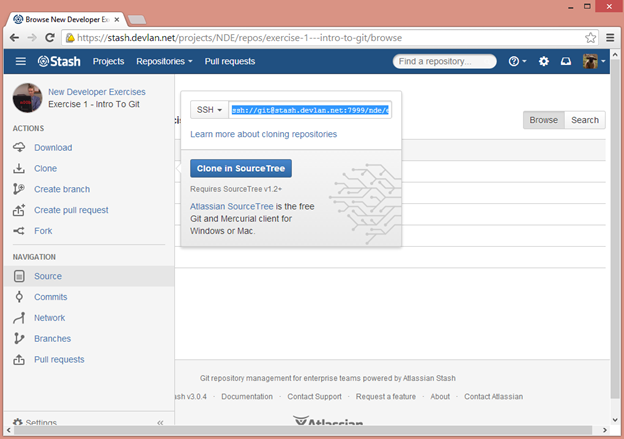 Browse New Developer Ex
https://stash.devlan.net/projects/NDE/repos/exercise-1---intro-to-git/browse
Stash Projects Repositories Pull requests Find a repository...
New Developer Exercises
Exercise 1 - Intro To Git
ACTIONS
Download
Clone
Create branch
Create pull request
Fork
NAVIGATION
Source
Commits
Network
Branches
Pull requests
Settings
SSH ssh://git@stash.devlan.net:7999/nde/e
Learn more about cloning repositories
Clone in SourceTree
Requires SourceTree v1.2+
Atlassian SourceTree is the free
Git and Mercurial client for
Windows or Mac.
Browse Search
Git repository management for enterprise teams powered by Atlassian Stash
v3.0.4 · Documentation · Contact Support · Request a feature · About · Contact Atlassian
Atlassian